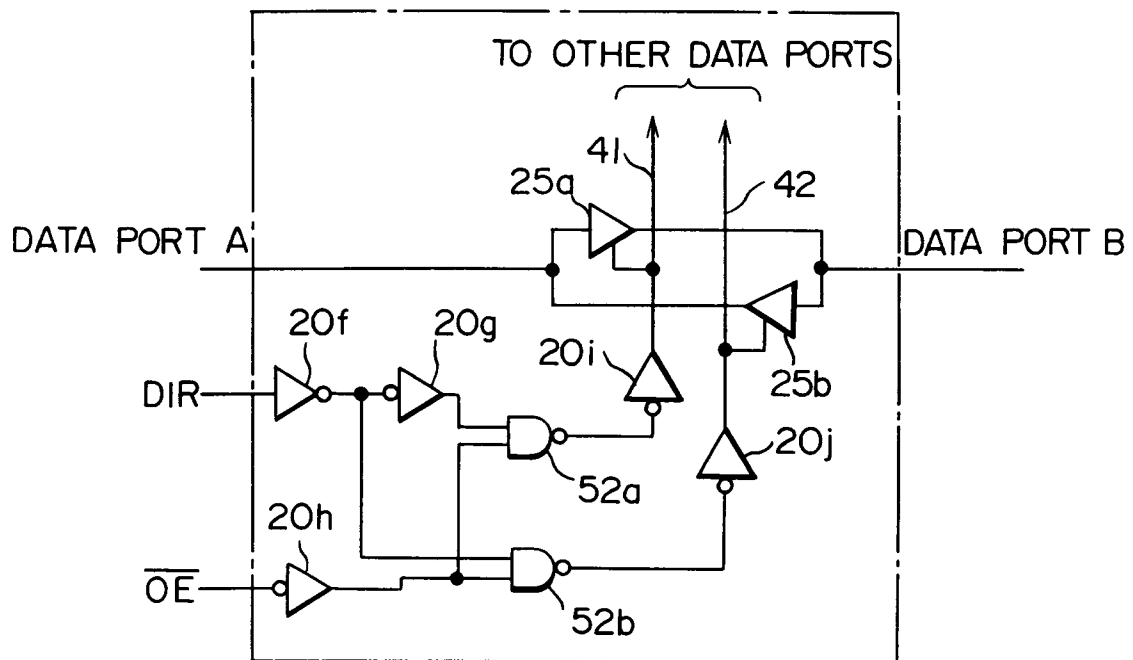 TO OTHER DATA PORTS
41
25a
42
DATA PORT A
DATA PORT B
20f
20g
20i
25b
DIR
20j
52a
20h
O̅E̅
52b